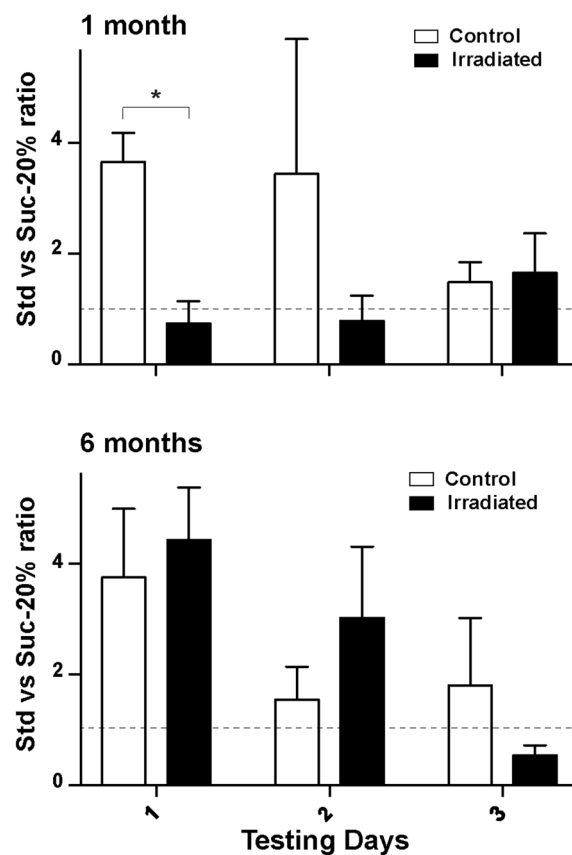 1 month
Control
Irradiated
*
Std vs Suc-20% ratio
4
2
0
6 months
Control
Irradiated
Std vs Suc-20% ratio
4
2
0
1 2 3
Testing Days